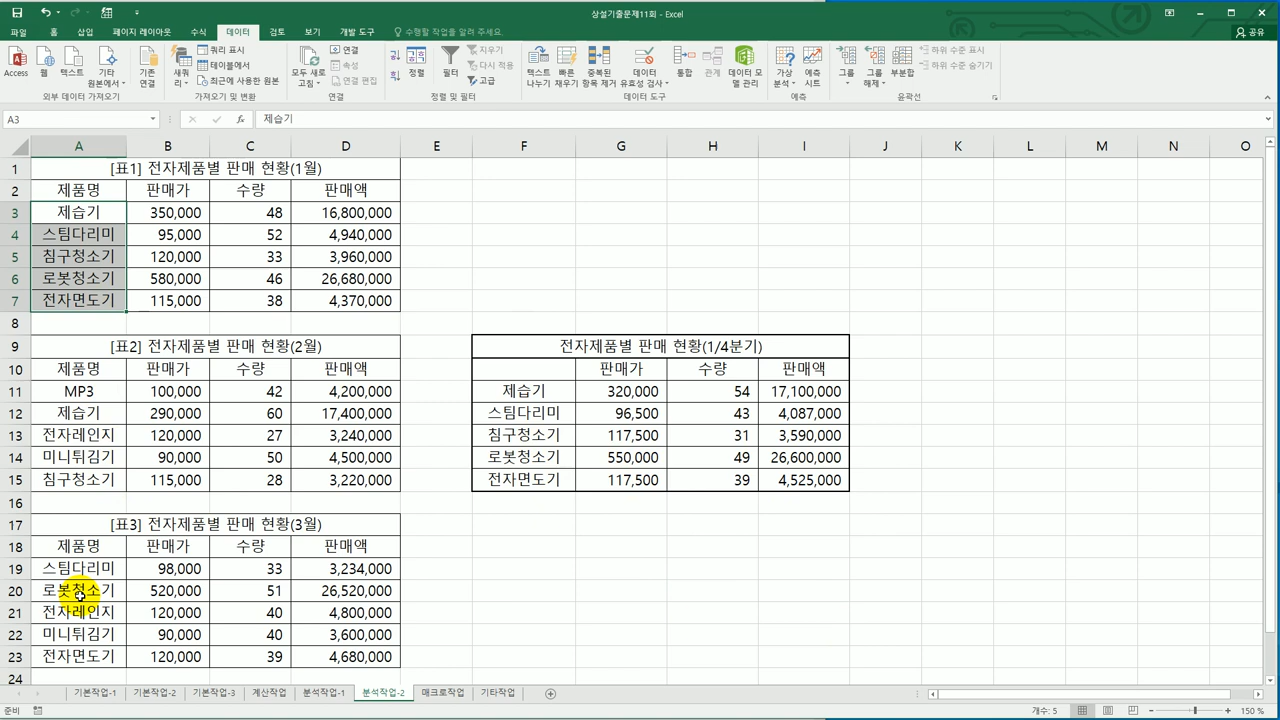 상설기출문제11회 - Excel
파일 홈 삽입 페이지 레이아웃 수식 데이터 검토 보기 개발 도구 수행할 작업을 알려 주세요. 공유
Access 웹 텍스트 기타 원본에서 기존 연결 새 쿼리 쿼리 표시 테이블에서 최근에 사용한 원본 모두 새로 고침 연결 속성 연결 편집 정렬 필터 지우기 다시 적용 고급 텍스트 나누기 빠른 채우기 중복된 항목 제거 데이터 유효성 검사 통합 관계 데이터 모델 관리 가상 분석 예측 시트 그룹 그룹 해제 부분합 하위 수준 표시 하위 수준 숨기기
외부 데이터 가져오기 가져오기 및 변환 연결 정렬 및 필터 데이터 도구 예측 윤곽선
A3 fx 제습기
A B C D E F G H I J K L M N O
1 [표1] 전자제품별 판매 현황(1월)
2 제품명 판매가 수량 판매액
3 제습기 350,000 48 16,800,000
4 스팀다리미 95,000 52 4,940,000
5 침구청소기 120,000 33 3,960,000
6 로봇청소기 580,000 46 26,680,000
7 전자면도기 115,000 38 4,370,000
8
9 [표2] 전자제품별 판매 현황(2월) 전자제품별 판매 현황(1/4분기)
10 제품명 판매가 수량 판매액 판매가 수량 판매액
11 MP3 100,000 42 4,200,000 제습기 320,000 54 17,100,000
12 제습기 290,000 60 17,400,000 스팀다리미 96,500 43 4,087,000
13 전자레인지 120,000 27 3,240,000 침구청소기 117,500 31 3,590,000
14 미니튀김기 90,000 50 4,500,000 로봇청소기 550,000 49 26,600,000
15 침구청소기 115,000 28 3,220,000 전자면도기 117,500 39 4,525,000
16
17 [표3] 전자제품별 판매 현황(3월)
18 제품명 판매가 수량 판매액
19 스팀다리미 98,000 33 3,234,000
20 로봇청소기 520,000 51 26,520,000
21 전자레인지 120,000 40 4,800,000
22 미니튀김기 90,000 40 3,600,000
23 전자면도기 120,000 39 4,680,000
24
기본작업-1 기본작업-2 기본작업-3 계산작업 분석작업-1 분석작업-2 매크로작업 기타작업
준비 개수: 5 150 %